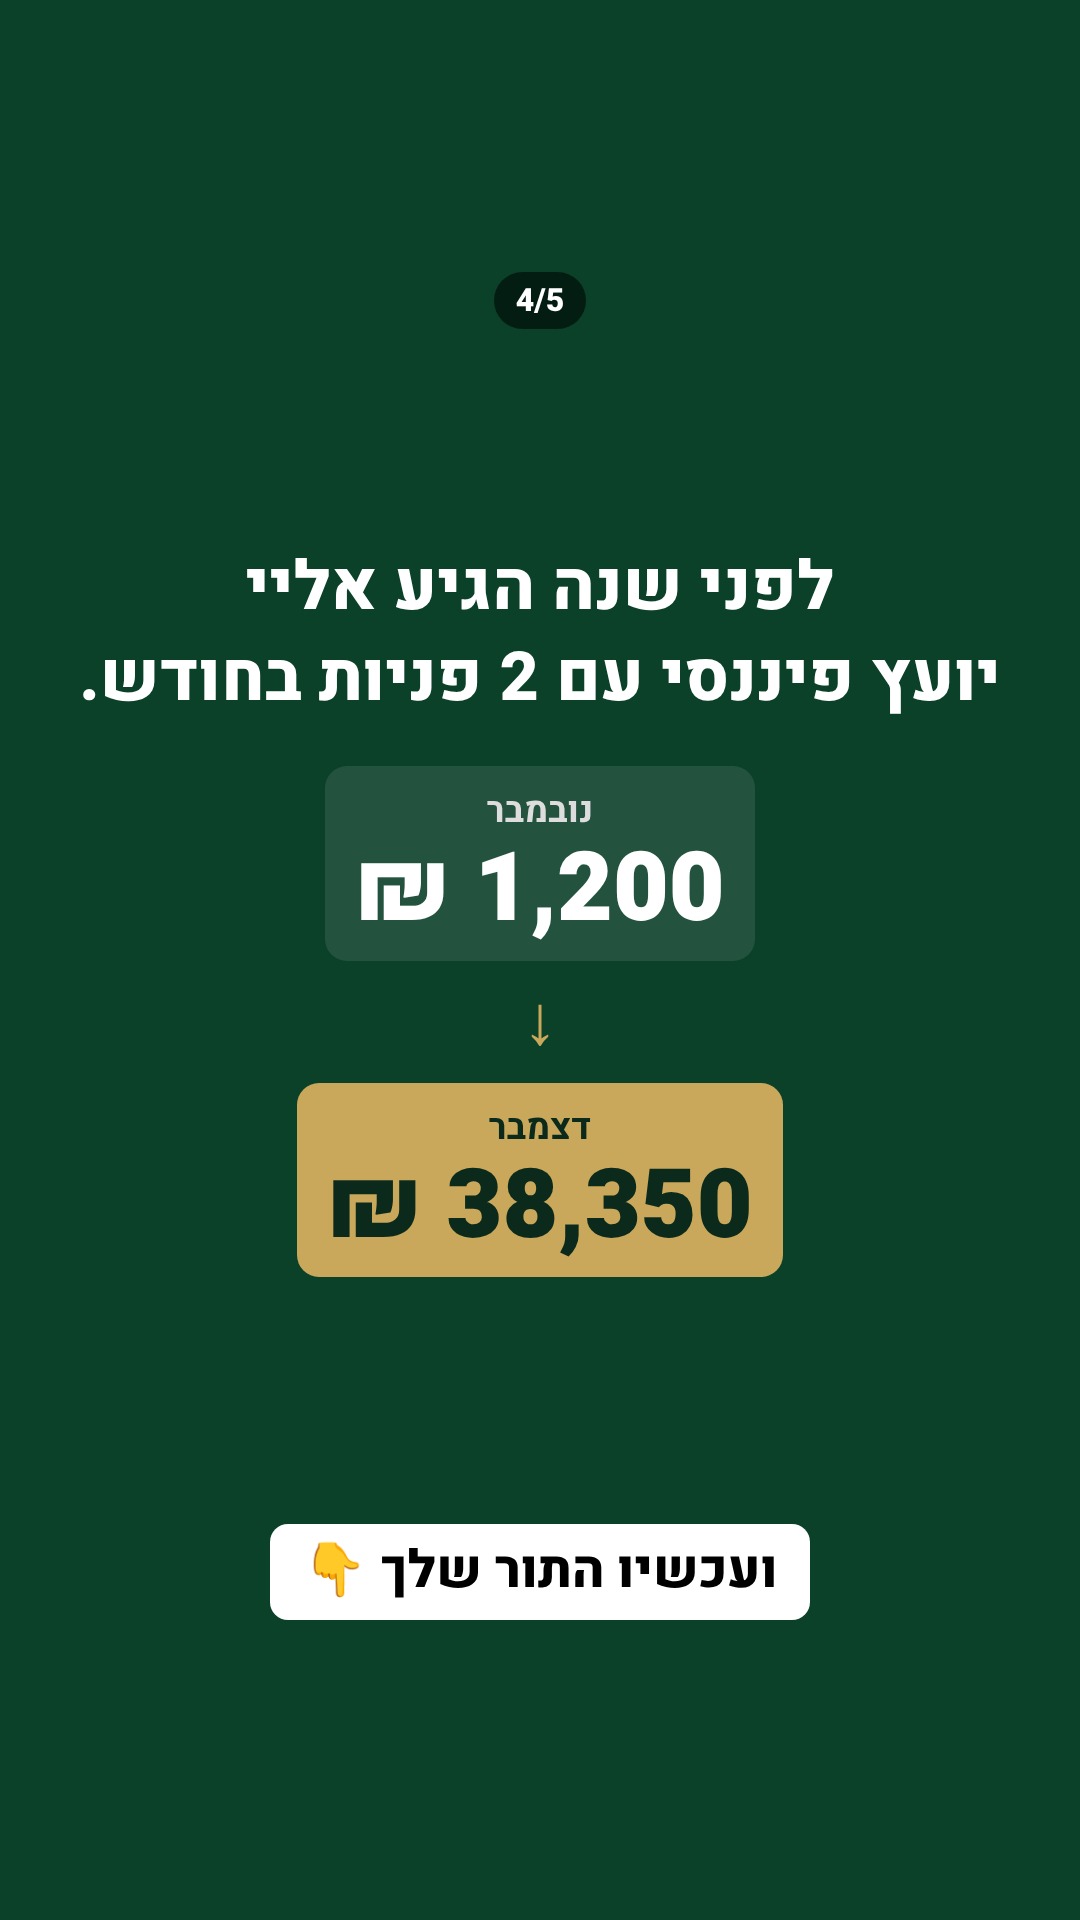 4/5
לפני שנה הגיע אליי
יועץ פיננסי עם 2 פניות בחודש.
נובמבר
1,200 ₪
↓
דצמבר
38,350 ₪
ועכשיו התור שלך 👇